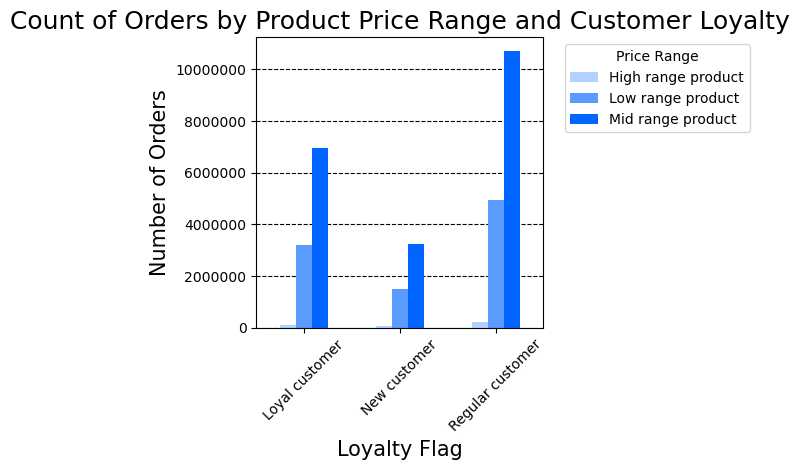 Count of Orders by Product Price Range and Customer Loyalty
Number of Orders
10000000
8000000
6000000
4000000
2000000
0
Price Range
High range product
Low range product
Mid range product
Loyal customer
New customer
Regular customer
Loyalty Flag